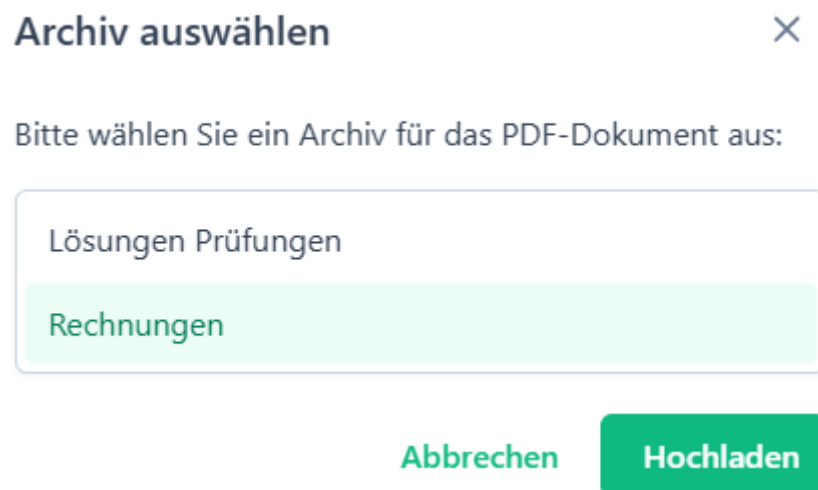 Archiv auswählen
Bitte wählen Sie ein Archiv für das PDF-Dokument aus:
Lösungen Prüfungen
Rechnungen
Abbrechen Hochladen